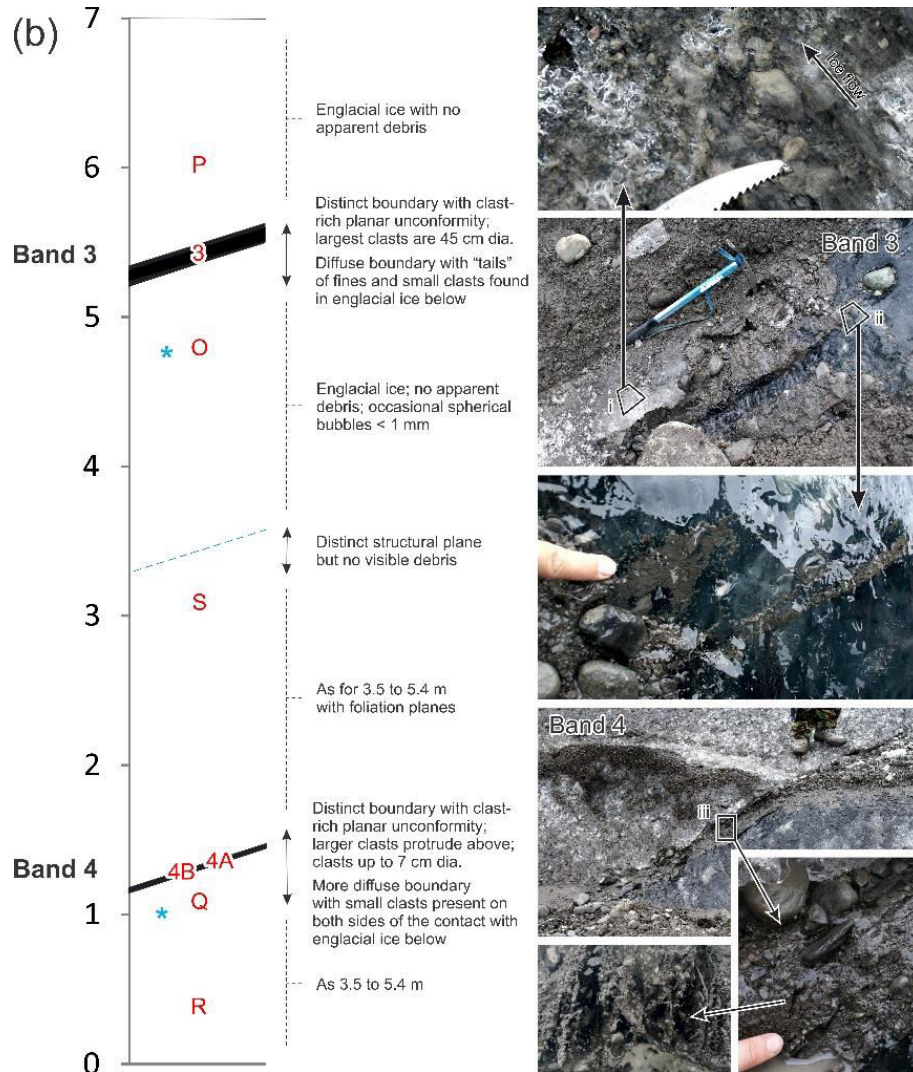 (b)
7
6
5
4
3
2
1
0
Band 3
Band 4
P
3
*
O
S
4B
4A
*
Q
R
Englacial ice with no
apparent debris
Distinct boundary with clast-
rich planar unconformity;
largest clasts are 45 cm dia.
Diffuse boundary with “tails”
of fines and small clasts found
in englacial ice below
Englacial ice; no apparent
debris; occasional spherical
bubbles < 1 mm
Distinct structural plane
but no visible debris
As for 3.5 to 5.4 m
with foliation planes
Distinct boundary with clast-
rich planar unconformity;
larger clasts protrude above;
clasts up to 7 cm dia.
More diffuse boundary
with small clasts present on
both sides of the contact with
englacial ice below
As 3.5 to 5.4 m
Ice flow
Band 3
ii
i
Band 4
iii